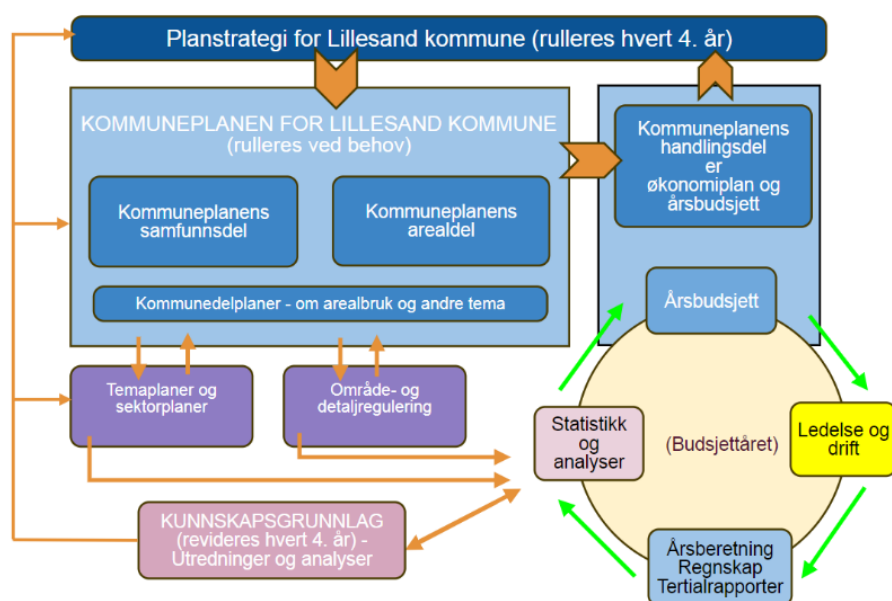 Planstrategi for Lillesand kommune (rulleres hvert 4. år)
KOMMUNEPLANEN FOR LILLESAND KOMMUNE
(rulleres ved behov)
Kommuneplanens
samfunnsdel
Kommuneplanens
arealdel
Kommunedelplaner - om arealbruk og andre tema
Kommuneplanens
handlingsdel
er
økonomiplan og
årsbudsjett
Temaplaner og
sektorplaner
Område- og
detaljregulering
KUNNSKAPSGRUNNLAG
(revideres hvert 4. år) -
Utredninger og analyser
Årsbudsjett
Statistikk
og
analyser
(Budsjettåret)
Ledelse og
drift
Årsberetning
Regnskap
Tertialrapporter